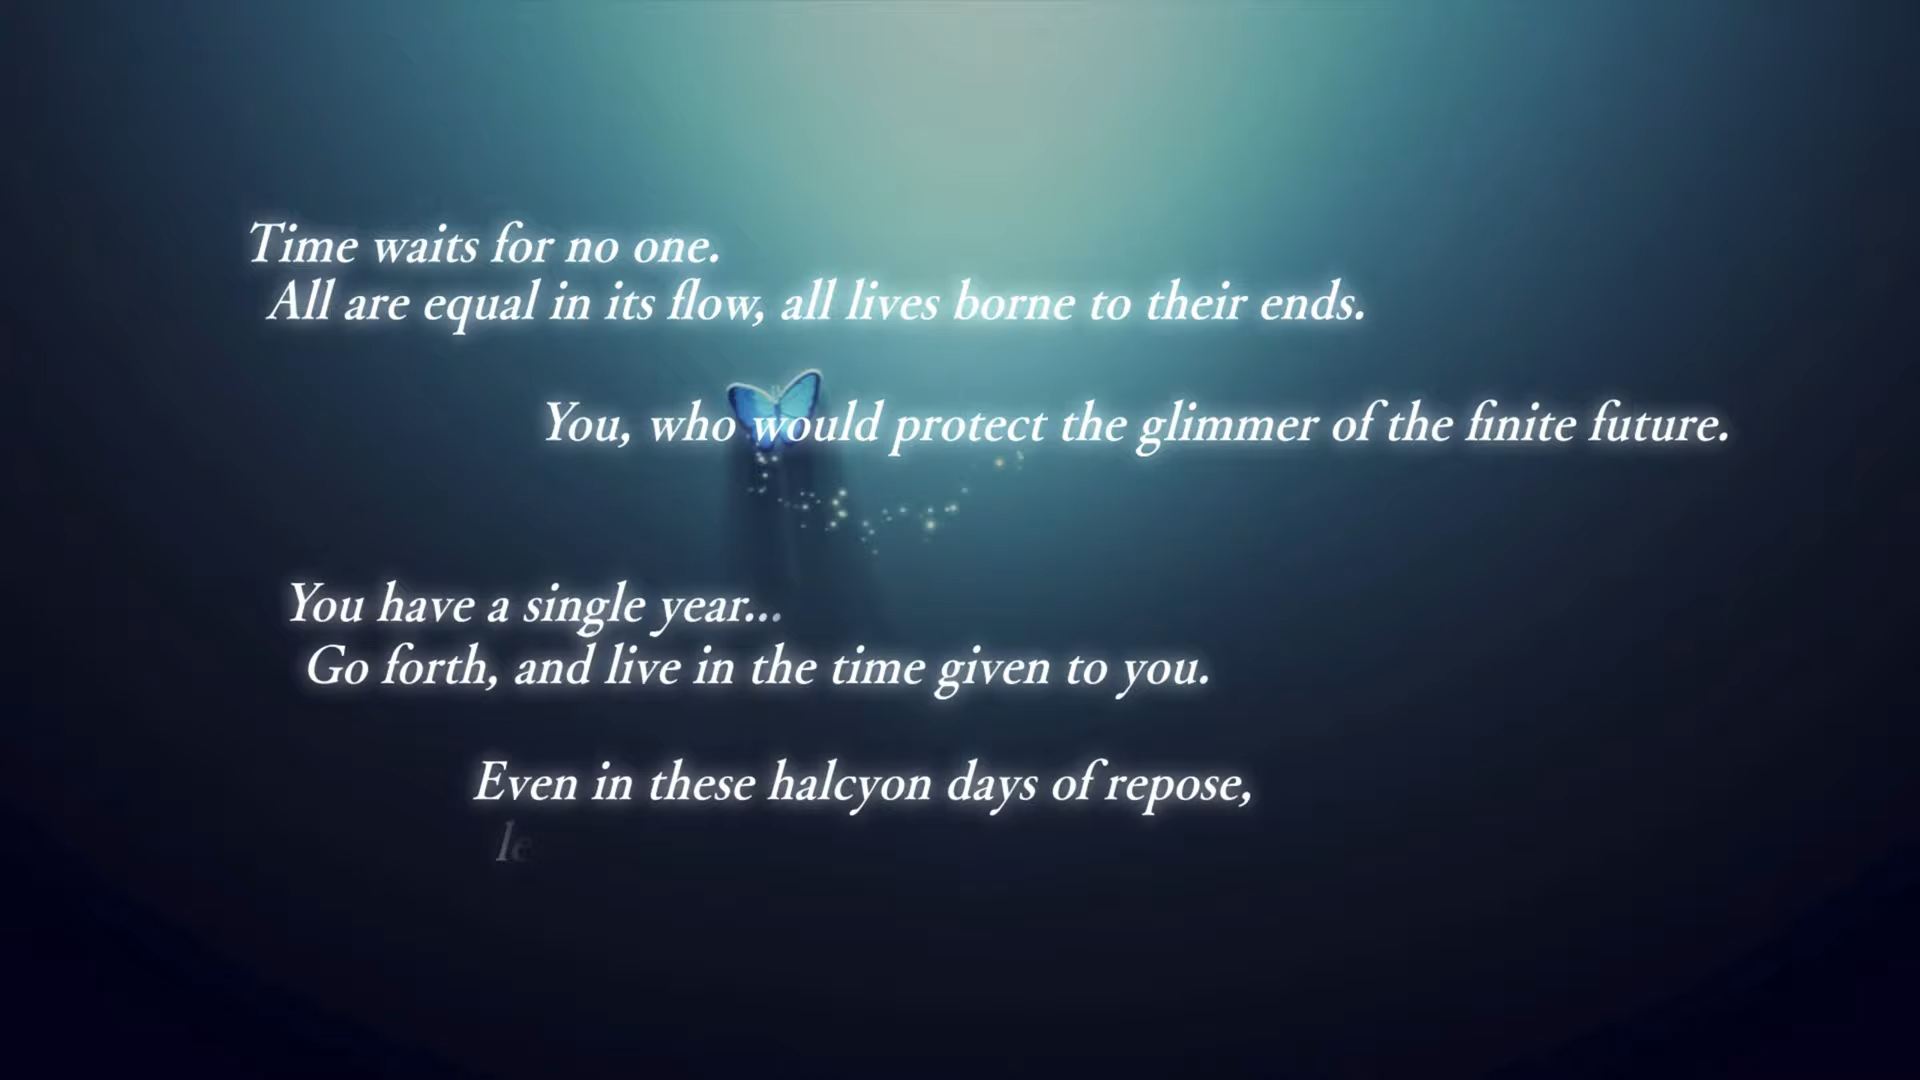 Time waits for no one.
All are equal in its flow, all lives borne to their ends.
You, who would protect the glimmer of the finite future.
You have a single year...
Go forth, and live in the time given to you.
Even in these halcyon days of repose,
le